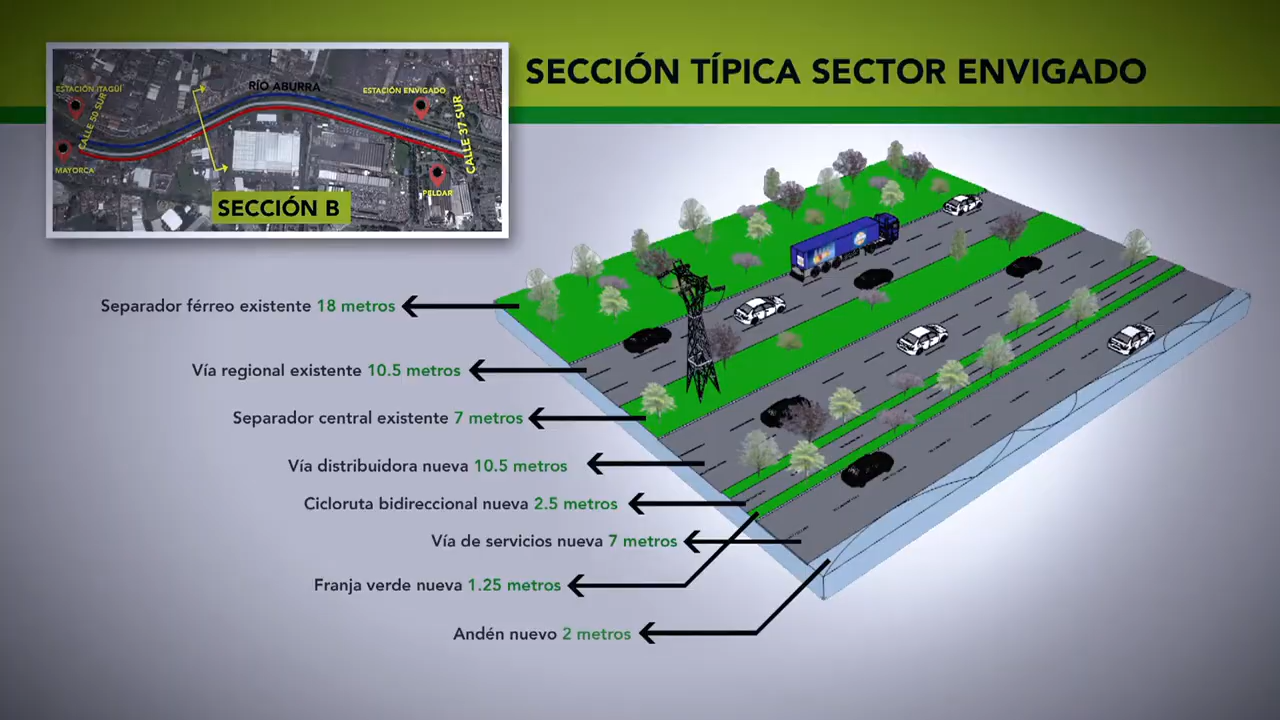 SECCIÓN TÍPICA SECTOR ENVIGADO
ESTACIÓN ITAGÜÍ
CALLE 50 SUR
MAYORCA
RÍO ABURRA
ESTACIÓN ENVIGADO
CALLE 37 SUR
PELDAR
SECCIÓN B
Separador férreo existente 18 metros
Vía regional existente 10.5 metros
Separador central existente 7 metros
Vía distribuidora nueva 10.5 metros
Cicloruta bidireccional nueva 2.5 metros
Vía de servicios nueva 7 metros
Franja verde nueva 1.25 metros
Andén nuevo 2 metros